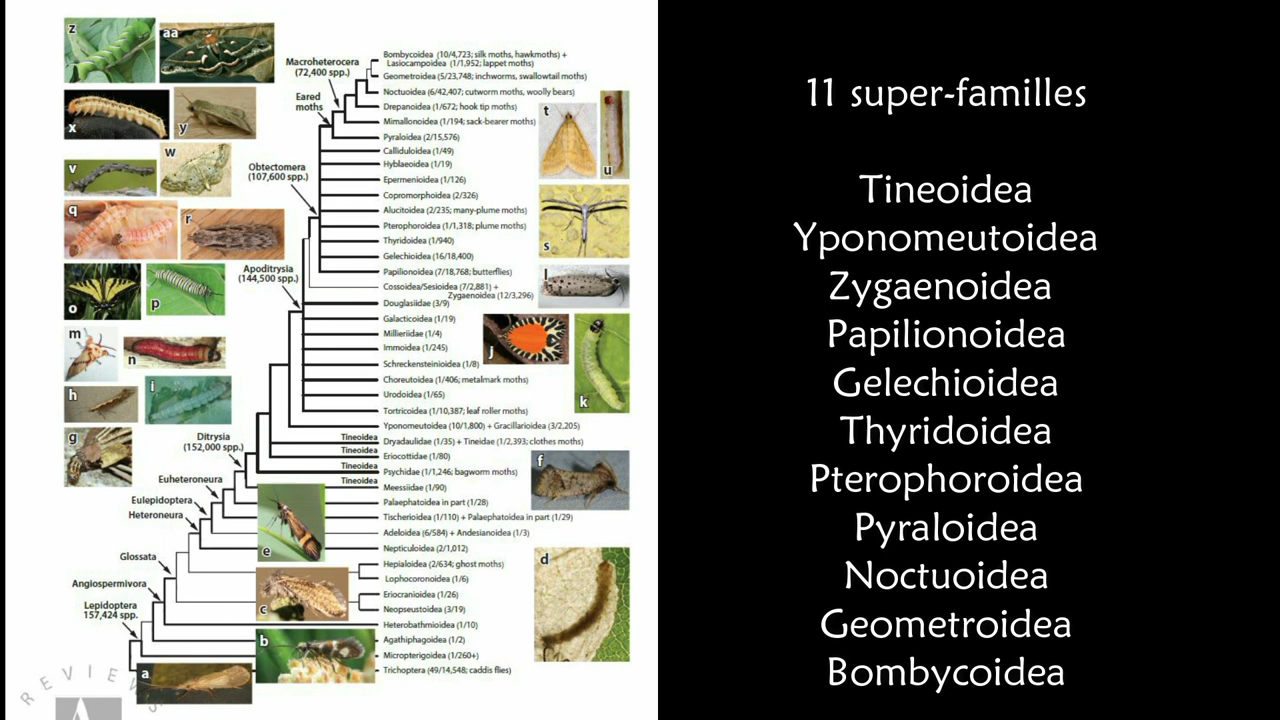 z
aa
x
y
w
v
q
r
o
p
m
n
h
i
g
f
e
d
c
b
a
t
u
s
l
j
k
Macroheterocera
(72,400 spp.)
Eared
moths
Obtectomera
(107,600 spp.)
Apoditrysia
(144,500 spp.)
Ditrysia
(152,000 spp.)
Euheteroneura
Eulepidoptera
Heteroneura
Glossata
Angiospermivora
Lepidoptera
157,424 spp.
Bombycoidea (10/4,723; silk moths, hawkmoths) +
Lasiocampoidea (1/1,952; lappet moths)
Geometroidea (5/23,748; inchworms, swallowtail moths)
Noctuoidea (6/42,407; cutworm moths, woolly bears)
Drepanoidea (1/672; hook tip moths)
Mimallonoidea (1/194; sack-bearer moths)
Pyraloidea (2/15,576)
Calliduloidea (1/49)
Hyblaeoidea (1/19)
Epermenioidea (1/126)
Copromorphoidea (2/326)
Alucitoidea (2/235; many-plume moths)
Pterophoroidea (1/1,318; plume moths)
Thyridoidea (1/940)
Gelechioidea (16/18,400)
Papilionoidea (7/18,768; butterflies)
Cossoidea/Sesioidea (7/2,881) +
Zygaenoidea (12/3,296)
Douglasiidae (3/9)
Galacticoidea (1/19)
Millieriidae (1/4)
Immoidea (1/245)
Schreckensteinioidea (1/8)
Choreutoidea (1/406; metalmark moths)
Urodoidea (1/65)
Tortricoidea (1/10,387; leaf roller moths)
Yponomeutoidea (10/1,800) + Gracillarioidea (3/2,205)
Tineoidea
Dryadaulidae (1/35) + Tineidae (1/2,393; clothes moths)
Tineoidea
Eriocottidae (1/80)
Tineoidea
Psychidae (1/1,246; bagworm moths)
Tineoidea
Meessiidae (1/90)
Palaephatoidea in part (1/28)
Tischerioidea (1/110) + Palaephatoidea in part (1/29)
Adeloidea (6/584) + Andesianoidea (1/3)
Nepticuloidea (2/1,012)
Hepialoidea (2/634; ghost moths)
Lophocoronoidea (1/6)
Eriocranioidea (1/26)
Neopseustoidea (3/19)
Heterobathmioidea (1/10)
Agathiphagoidea (1/2)
Micropterigoidea (1/260+)
Trichoptera (49/14,548; caddis flies)
REVIEWS
A
11 super-familles
Tineoidea
Yponomeutoidea
Zygaenoidea
Papilionoidea
Gelechioidea
Thyridoidea
Pterophoroidea
Pyraloidea
Noctuoidea
Geometroidea
Bombycoidea